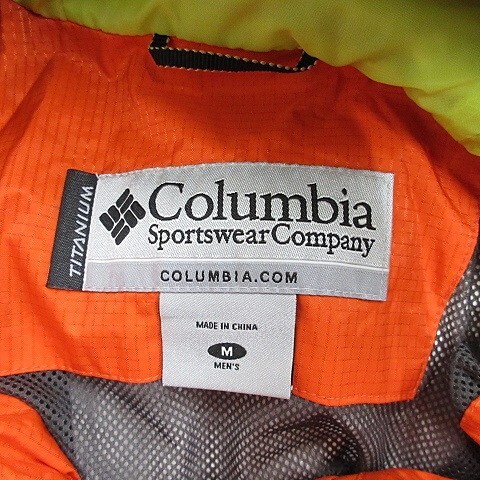 TITANIUM
Columbia
Sportswear Company
COLUMBIA.COM
MADE IN CHINA
M
MEN'S